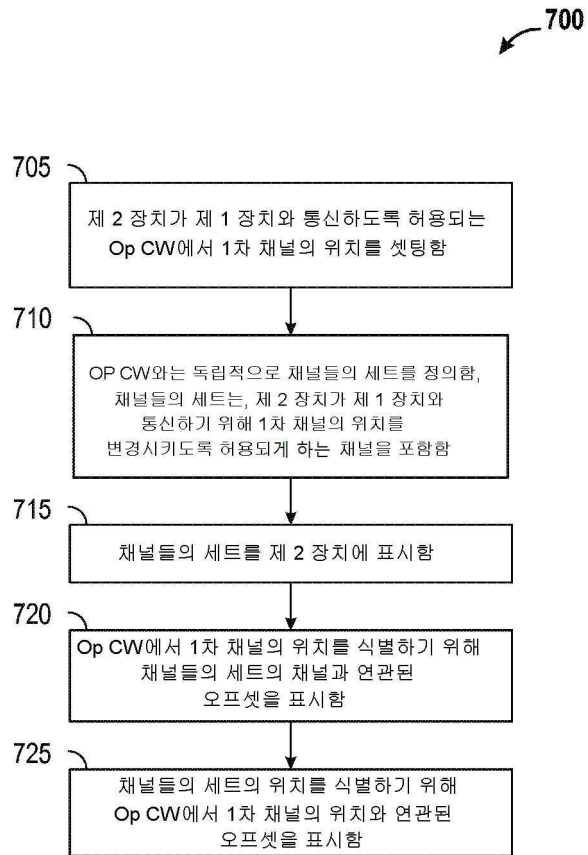 700
705
제 2 장치가 제 1 장치와 통신하도록 허용되는
Op CW에서 1차 채널의 위치를 셋팅함
710
OP CW와는 독립적으로 채널들의 세트를 정의함,
채널들의 세트는, 제 2 장치가 제 1 장치와
통신하기 위해 1차 채널의 위치를
변경시키도록 허용되게 하는 채널을 포함함
715
채널들의 세트를 제 2 장치에 표시함
720
Op CW에서 1차 채널의 위치를 식별하기 위해
채널들의 세트의 채널과 연관된
오프셋을 표시함
725
채널들의 세트의 위치를 식별하기 위해
Op CW에서 1차 채널의 위치와 연관된
오프셋을 표시함